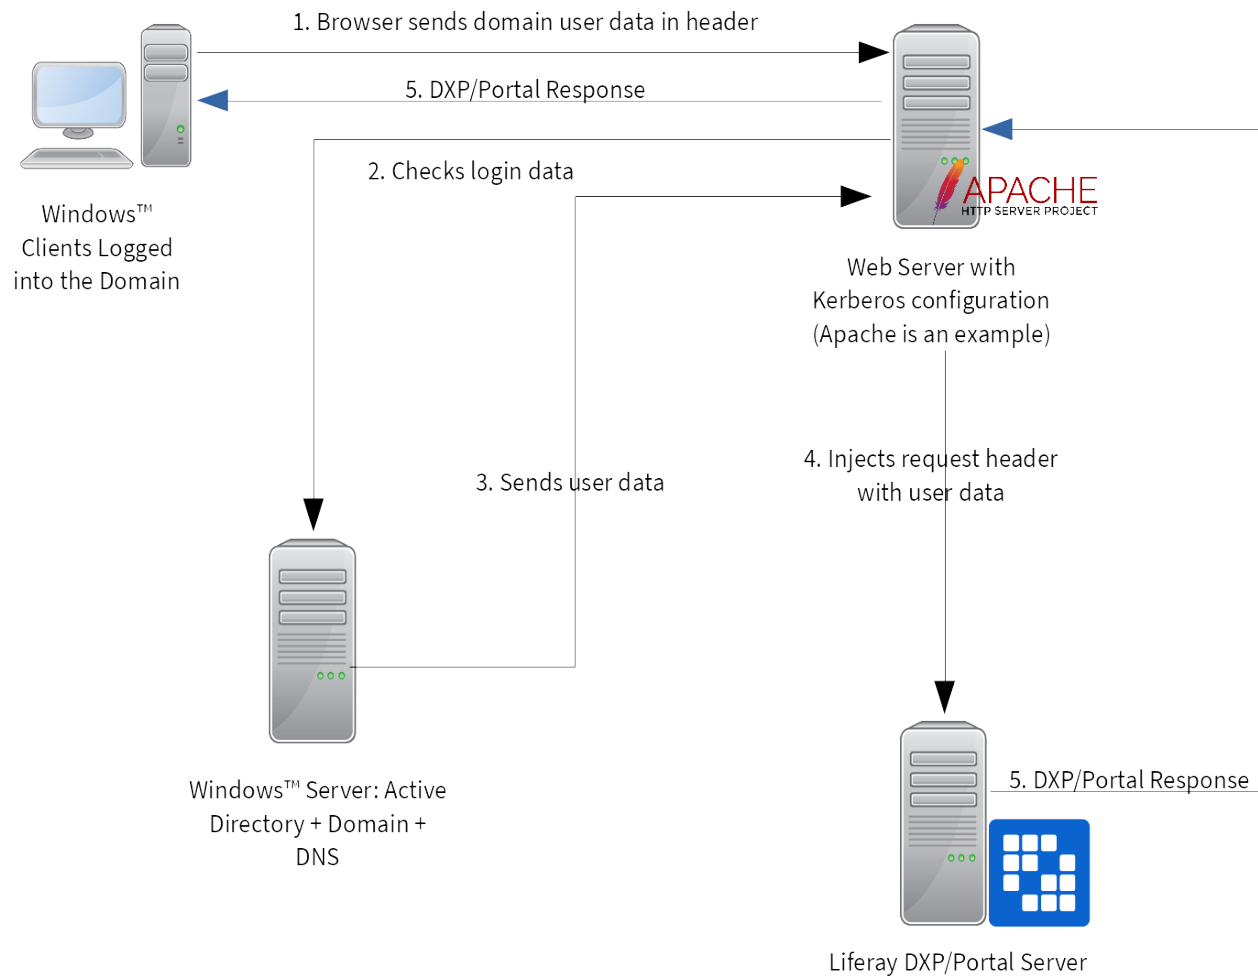 1. Browser sends domain user data in header
5. DXP/Portal Response
2. Checks login data
Windows™
Clients Logged
into the Domain
APACHE
HTTP SERVER PROJECT
Web Server with
Kerberos configuration
(Apache is an example)
3. Sends user data
4. Injects request header
with user data
Windows™ Server: Active
Directory + Domain +
DNS
5. DXP/Portal Response
Liferay DXP/Portal Server